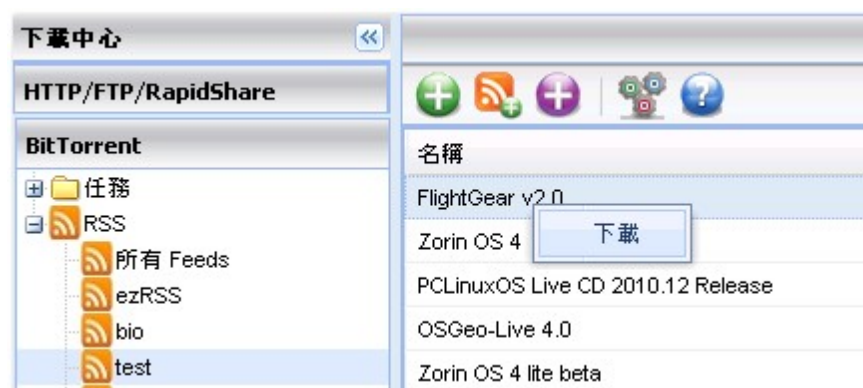 下載中心
HTTP/FTP/RapidShare
BitTorrent
任務
RSS
所有 Feeds
ezRSS
bio
test
名稱
FlightGear v2.0
下載
Zorin OS 4
PCLinuxOS Live CD 2010.12 Release
OSGeo-Live 4.0
Zorin OS 4 lite beta